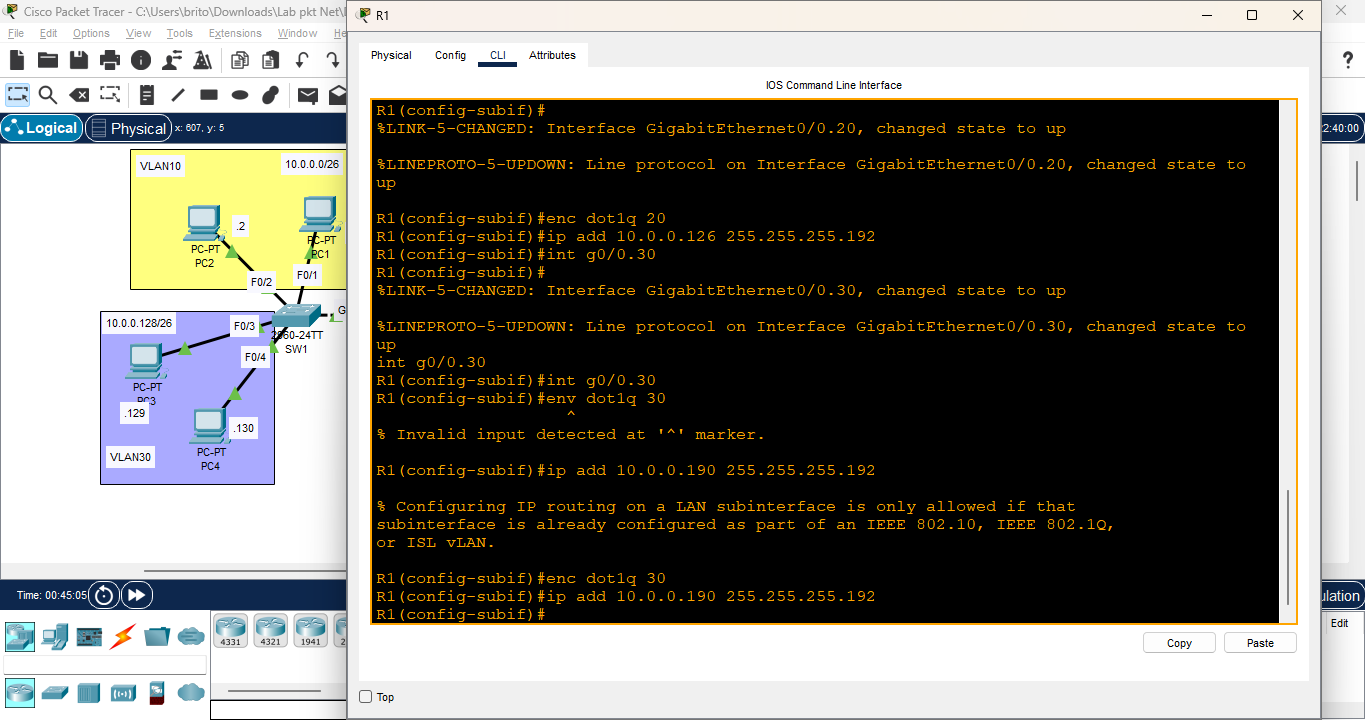 Cisco Packet Tracer - C:\Users\brito\Downloads\Lab pkt Net\
R1
File Edit Options View Tools Extensions Window He
Physical Config CLI Attributes
IOS Command Line Interface
Logical Physical x: 607, y: 5
2:40:00
VLAN10
10.0.0.0/26
.2
PC-PT
PC2
PC-PT
PC1
F0/2
F0/1
G
10.0.0.128/26
F0/3
2960-24TT
SW1
F0/4
PC-PT
PC3
.129
.130
PC-PT
PC4
VLAN30
R1(config-subif)#
%LINK-5-CHANGED: Interface GigabitEthernet0/0.20, changed state to up
%LINEPROTO-5-UPDOWN: Line protocol on Interface GigabitEthernet0/0.20, changed state to
up
R1(config-subif)#enc dot1q 20
R1(config-subif)#ip add 10.0.0.126 255.255.255.192
R1(config-subif)#int g0/0.30
R1(config-subif)#
%LINK-5-CHANGED: Interface GigabitEthernet0/0.30, changed state to up
%LINEPROTO-5-UPDOWN: Line protocol on Interface GigabitEthernet0/0.30, changed state to
up
int g0/0.30
R1(config-subif)#int g0/0.30
R1(config-subif)#env dot1q 30
^
% Invalid input detected at '^' marker.
R1(config-subif)#ip add 10.0.0.190 255.255.255.192
% Configuring IP routing on a LAN subinterface is only allowed if that
subinterface is already configured as part of an IEEE 802.10, IEEE 802.1Q,
or ISL vLAN.
R1(config-subif)#enc dot1q 30
R1(config-subif)#ip add 10.0.0.190 255.255.255.192
R1(config-subif)#
Copy Paste
Top
Time: 00:45:05
ulation
4331 4321 1941 2
Edit